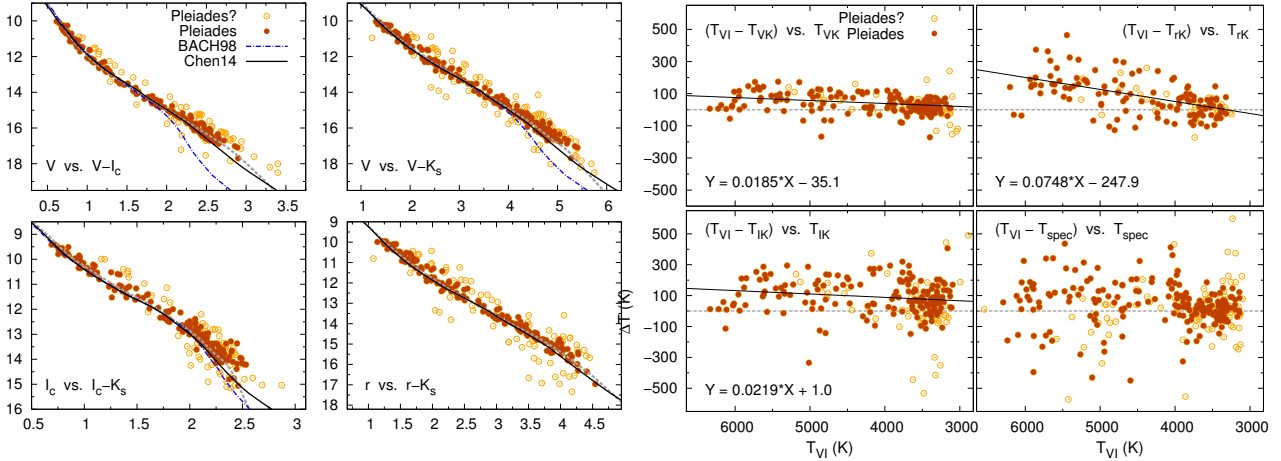 Pleiades?
Pleiades
BACH98
Chen14
10
12
14
16
18
V vs. V−Ic
0.5 1 1.5 2 2.5 3 3.5
10
12
14
16
18
V vs. V−Ks
1 2 3 4 5 6
9
10
11
12
13
14
15
16
Ic vs. Ic−Ks
0.5 1 1.5 2 2.5 3
9
10
11
12
13
14
15
16
17
18
r vs. r−Ks
1 1.5 2 2.5 3 3.5 4 4.5
Pleiades?
Pleiades
500
300
100
−100
−300
−500
(TVI − TVK) vs. TVK
Y = 0.0185*X − 35.1
(TVI − TrK) vs. TrK
Y = 0.0748*X − 247.9
ΔT (K)
500
300
100
−100
−300
−500
(TVI − TIK) vs. TIK
Y = 0.0219*X + 1.0
(TVI − Tspec) vs. Tspec
6000 5000 4000 3000
TVI (K)
6000 5000 4000 3000
TVI (K)